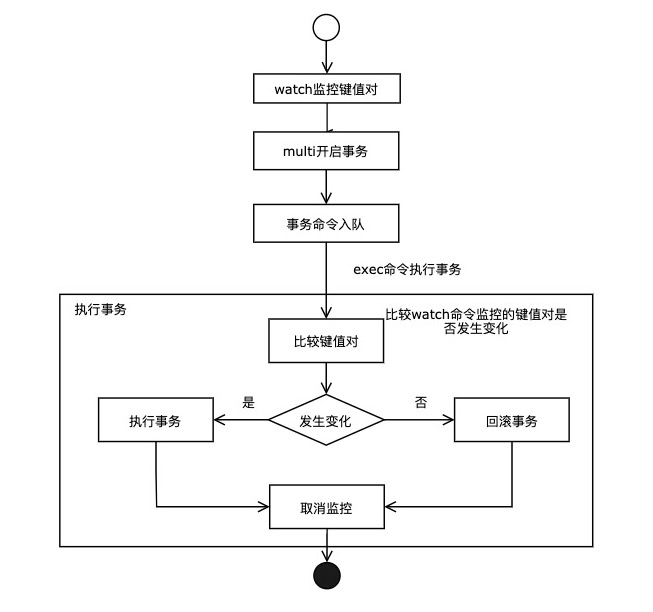 watch监控键值对
multi开启事务
事务命令入队
exec命令执行事务
执行事务
比较watch命令监控的键值对是
否发生变化
比较键值对
是
否
执行事务
发生变化
回滚事务
取消监控